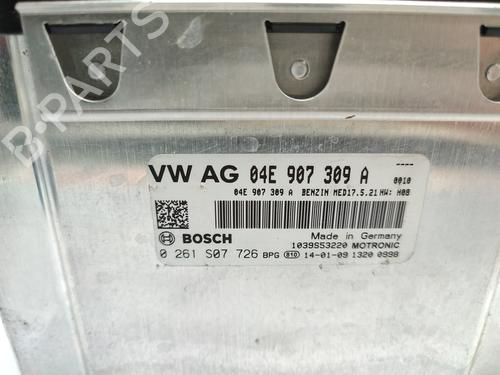 B-PARTS
VW AG 04E 907 309 A ----
0010
04E 907 309 A BENZIN MED17.5.21 HW: H08
BOSCH Made in Germany
1039S53220 MOTRONIC
0 261 S07 726 BPG 810 14-01-09 1320 0998